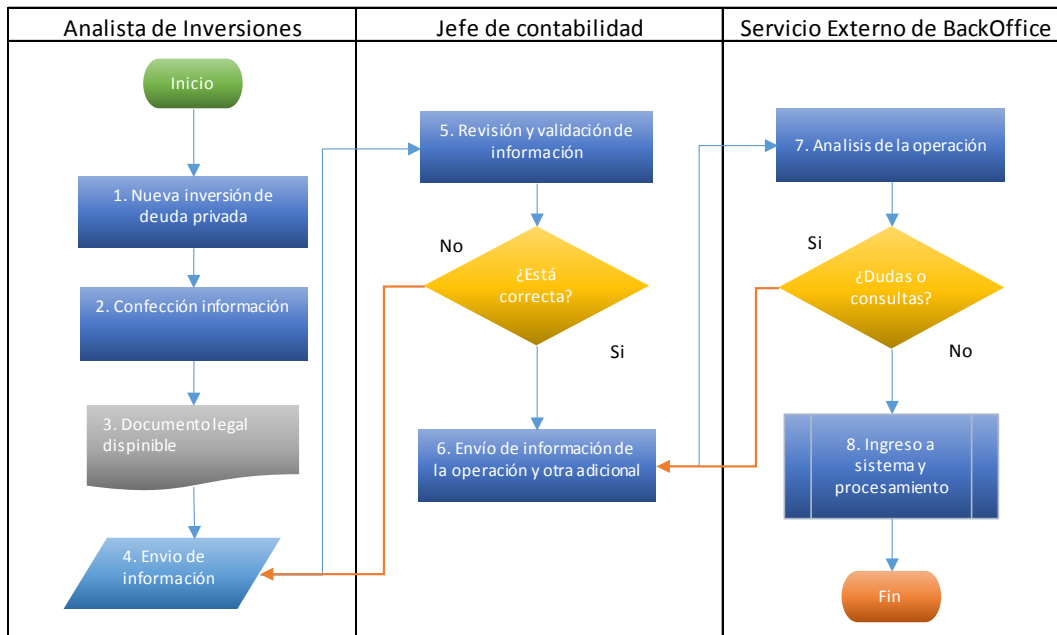 Analista de Inversiones
Jefe de contabilidad
Servicio Externo de BackOffice
Inicio
1. Nueva inversión de
deuda privada
2. Confección información
3. Documento legal
dispinible
4. Envio de
información
5. Revisión y validación de
información
No
¿Está
correcta?
Si
6. Envío de información de
la operación y otra adicional
7. Analisis de la operación
Si
¿Dudas o
consultas?
No
8. Ingreso a
sistema y
procesamiento
Fin